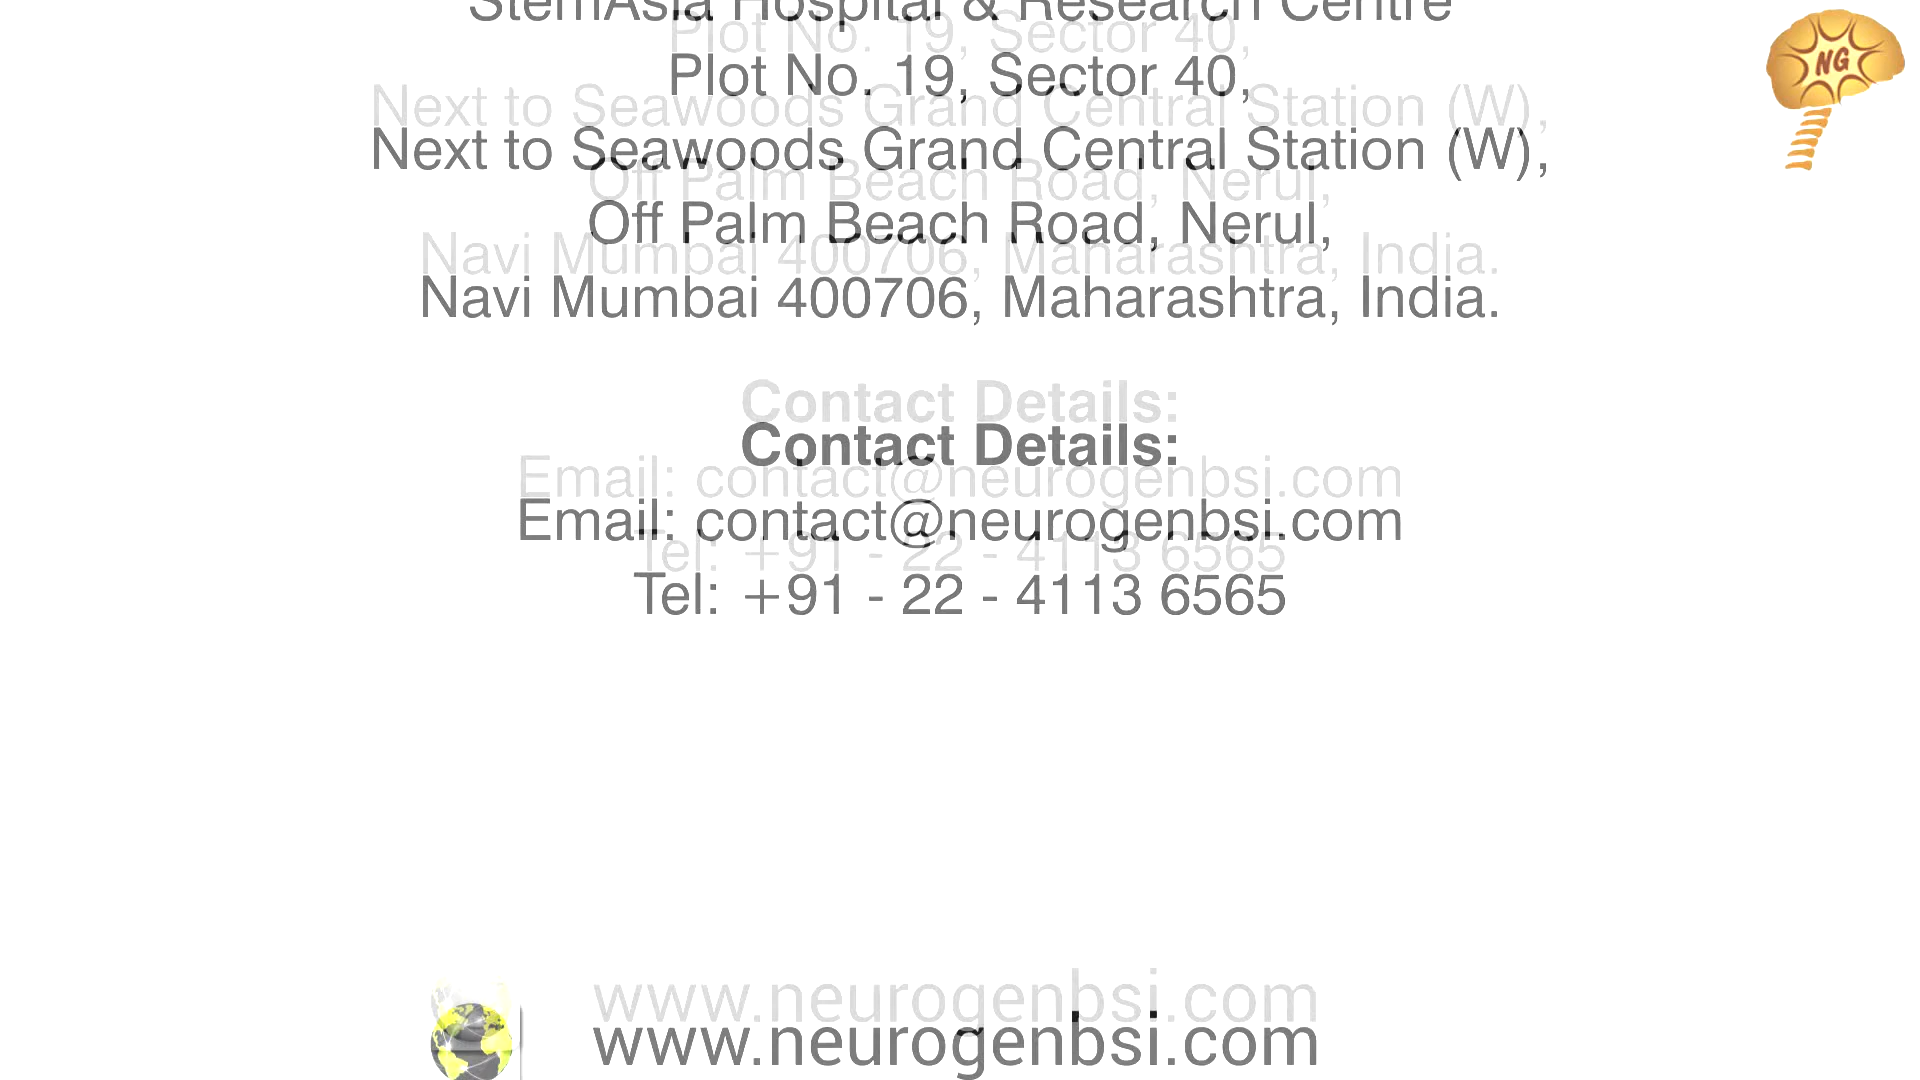 StemAsia Hospital & Research Centre
Plot No. 19, Sector 40,
Next to Seawoods Grand Central Station (W),
Off Palm Beach Road, Nerul,
Navi Mumbai 400706, Maharashtra, India.
Contact Details:
Email: contact@neurogenbsi.com
Tel: +91 - 22 - 4113 6565
www.neurogenbsi.com
NG